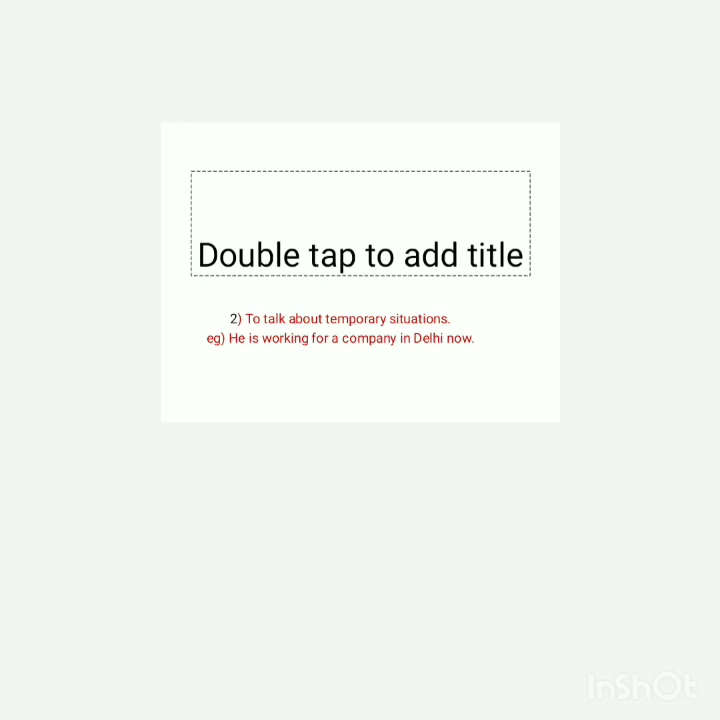 Double tap to add title
2) To talk about temporary situations.
eg) He is working for a company in Delhi now.
InShOt